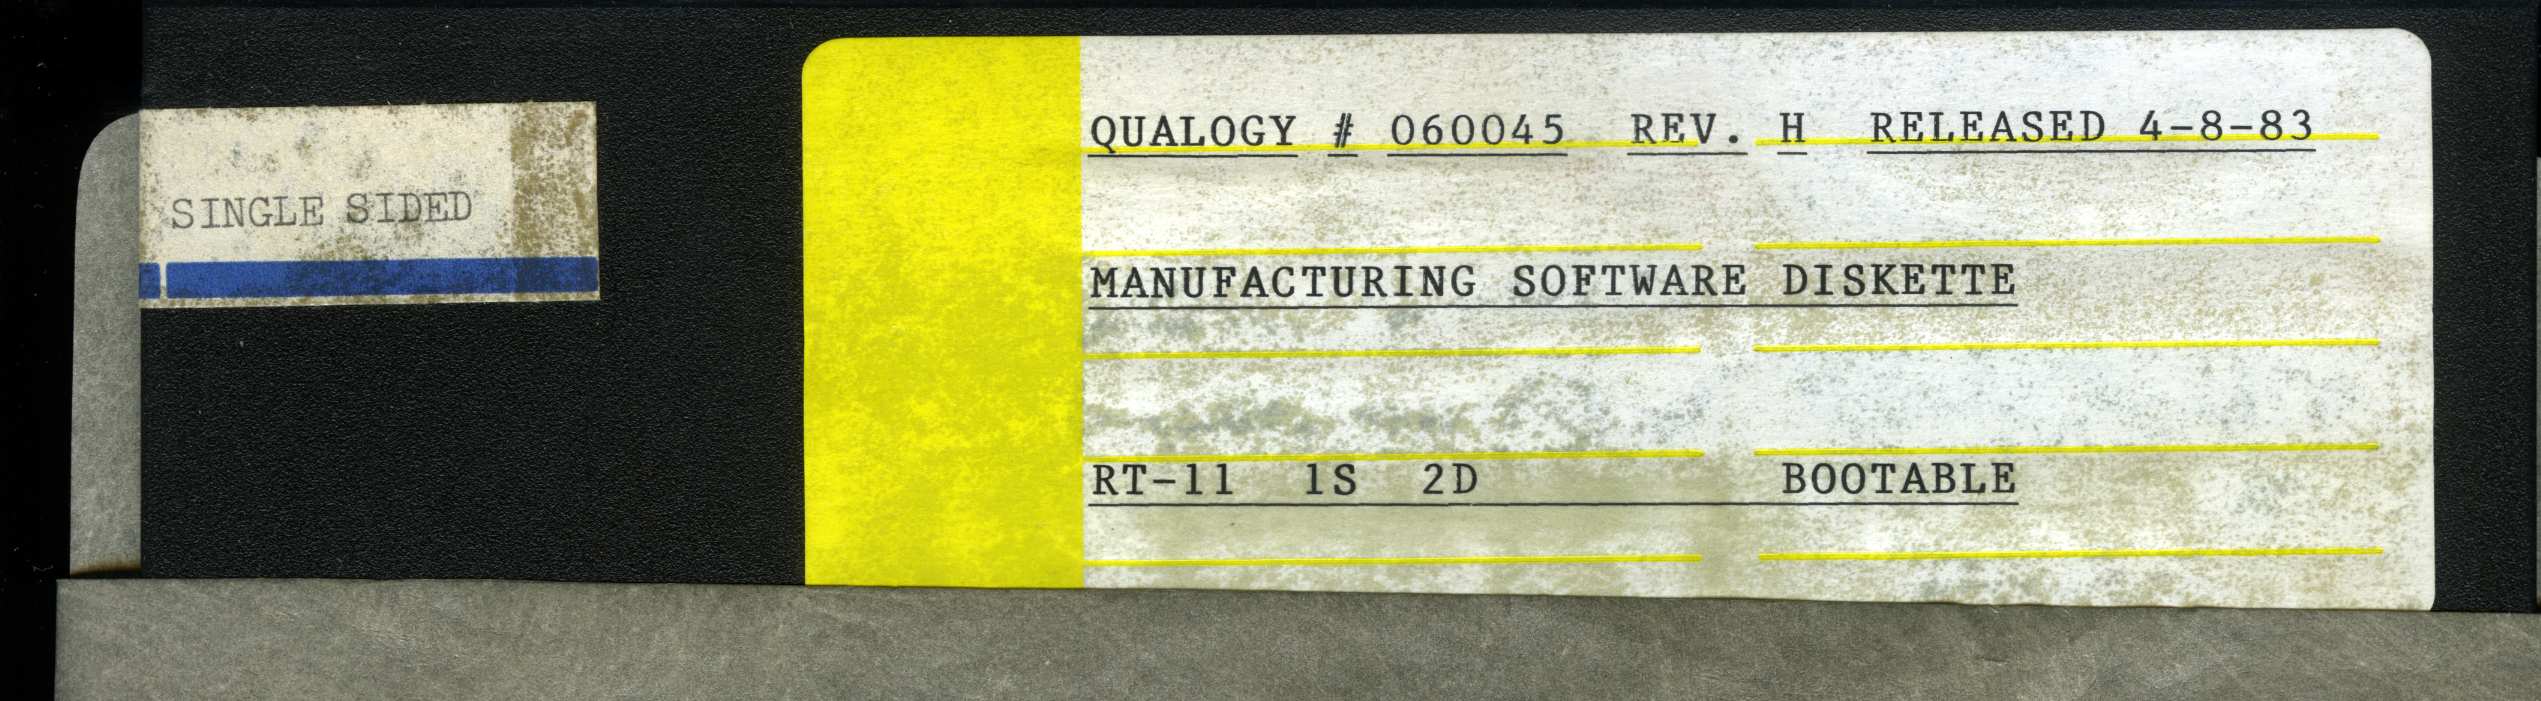 SINGLE SIDED
QUALOGY # 060045 REV. H RELEASED 4-8-83
MANUFACTURING SOFTWARE DISKETTE
RT-11 1S 2D BOOTABLE